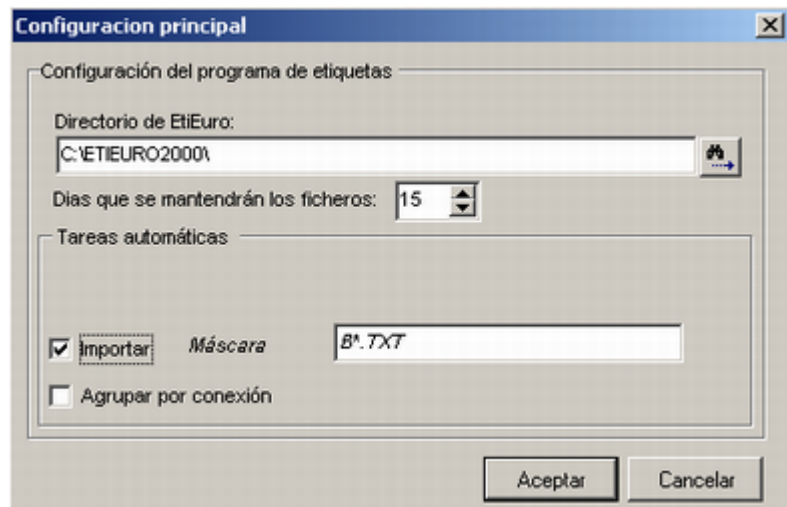 Configuracion principal
Configuración del programa de etiquetas
Directorio de EtiEuro:
C:\ETIEURO2000\
Dias que se mantendrán los ficheros: 15
Tareas automáticas
Importar Máscara B*.TXT
Agrupar por conexión
Aceptar Cancelar